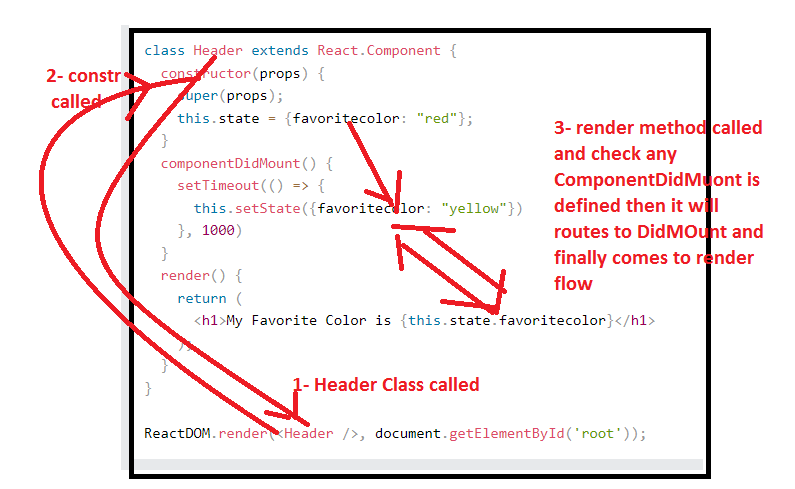 class Header extends React.Component {
2- constr
called
constructor(props) {
super(props);
this.state = {favoritecolor: "red"};
}
componentDidMount() {
setTimeout(() => {
this.setState({favoritecolor: "yellow"})
}, 1000)
}
render() {
return (
<h1>My Favorite Color is {this.state.favoritecolor}</h1>
);
}
}
3- render method called
and check any
ComponentDidMuont is
defined then it will
routes to DidMOunt and
finally comes to render
flow
1- Header Class called
ReactDOM.render(<Header />, document.getElementById('root'));